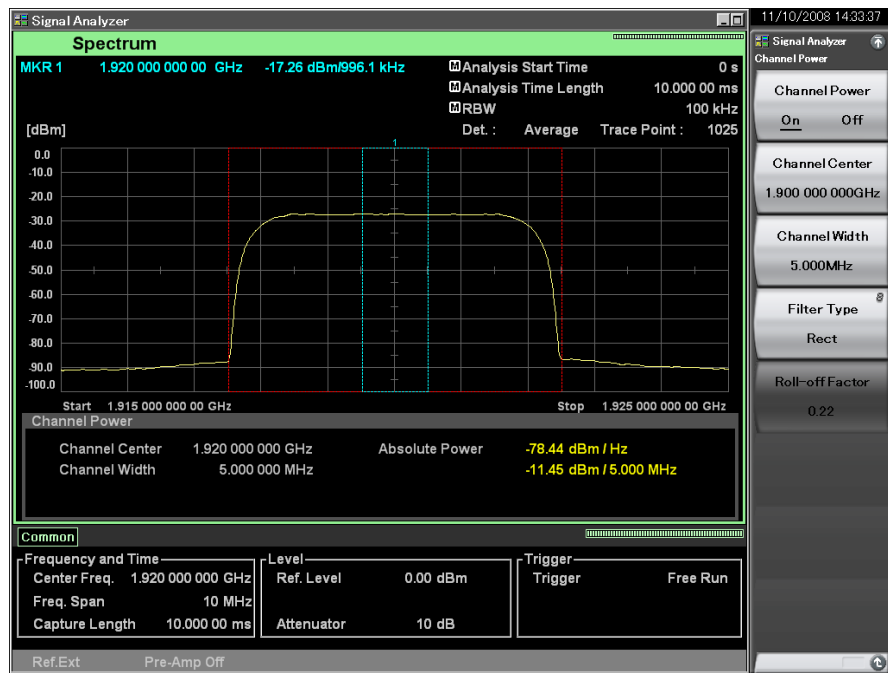 Signal Analyzer
11/10/2008 14:33:37
Spectrum
MKR 1 1.920 000 000 00 GHz -17.26 dBm/996.1 kHz
M Analysis Start Time 0 s
M Analysis Time Length 10.000 00 ms
M RBW 100 kHz
[dBm] Det. : Average Trace Point : 1025
1
0.0
-10.0
-20.0
-30.0
-40.0
-50.0
-60.0
-70.0
-80.0
-90.0
-100.0
Start 1.915 000 000 00 GHz Stop 1.925 000 000 00 GHz
Channel Power
Channel Center 1.920 000 000 GHz Absolute Power -78.44 dBm / Hz
Channel Width 5.000 000 MHz -11.45 dBm / 5.000 MHz
Common
Frequency and Time
Center Freq. 1.920 000 000 GHz
Freq. Span 10 MHz
Capture Length 10.000 00 ms
Level
Ref. Level 0.00 dBm
Attenuator 10 dB
Trigger
Trigger Free Run
Ref.Ext Pre-Amp Off
Signal Analyzer
Channel Power
Channel Power
On Off
Channel Center
1.900 000 000GHz
Channel Width
5.000MHz
Filter Type 8
Rect
Roll-off Factor
0.22